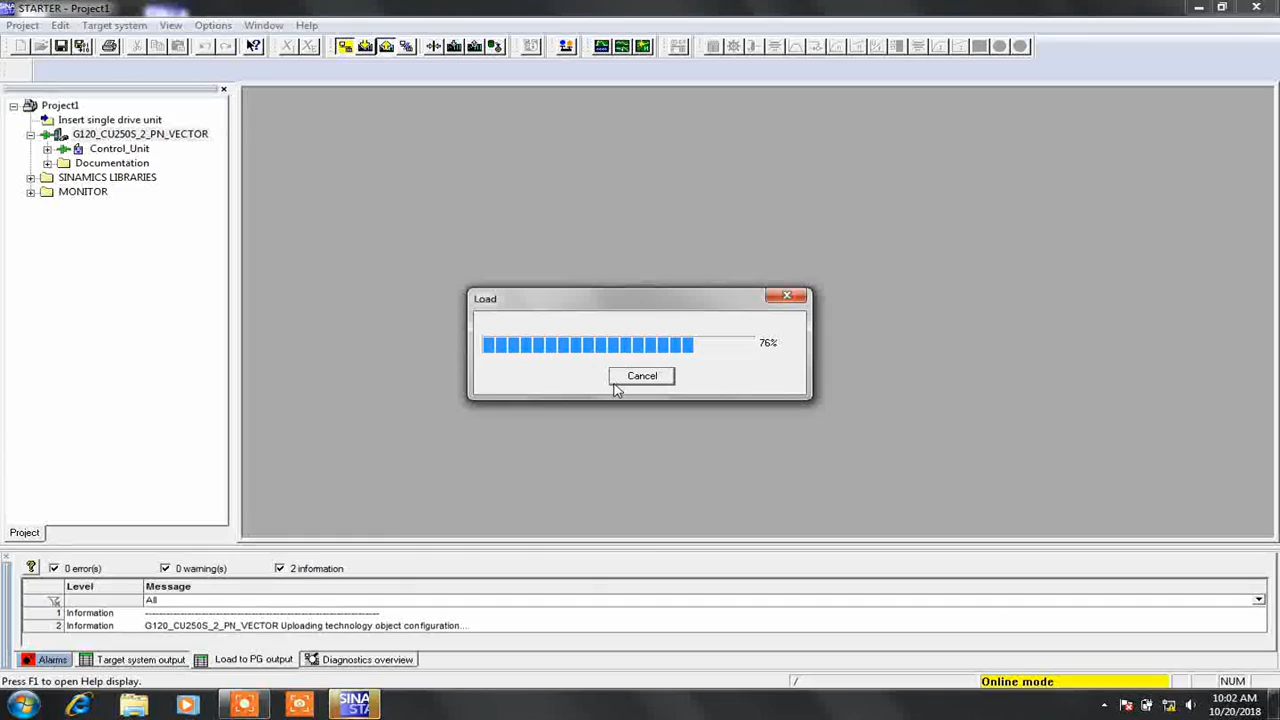 STARTER - Project1
Project Edit Target system View Options Window Help
Project1
Insert single drive unit
G120_CU250S_2_PN_VECTOR
Control_Unit
Documentation
SINAMICS LIBRARIES
MONITOR
Load
76%
Cancel
Project
0 error(s) 0 warning(s) 2 information
Level Message
All
1 Information --------------------------------------------------------------------
2 Information G120_CU250S_2_PN_VECTOR Uploading technology object configuration....
Alarms Target system output Load to PG output Diagnostics overview
Press F1 to open Help display. / Online mode NUM
SINA
STA
10:02 AM
10/20/2018